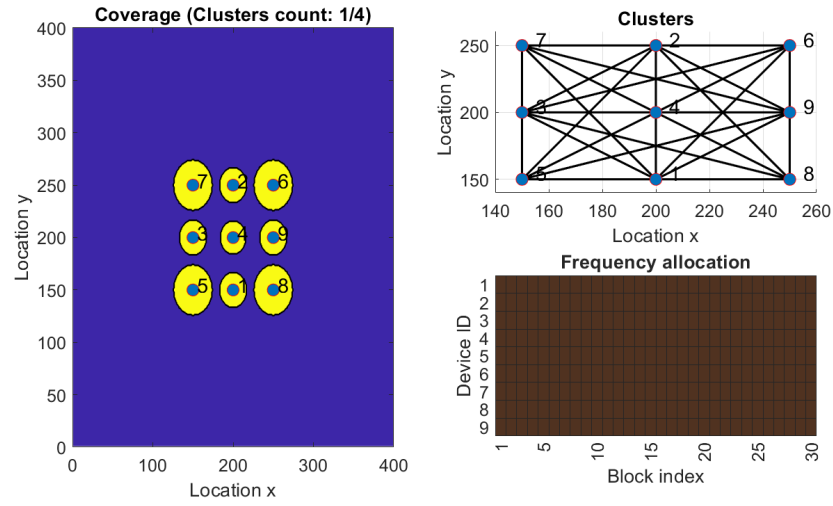 Coverage (Clusters count: 1/4)
400
350
300
250
200
150
100
50
0
Location y
7 2 6
3 4 9
5 1 8
0 100 200 300 400
Location x
Clusters
250
200
150
Location y
7 2 6
3 4 9
5 1 8
140 160 180 200 220 240 260
Location x
Frequency allocation
Device ID
1
2
3
4
5
6
7
8
9
1 5 10 15 20 25 30
Block index